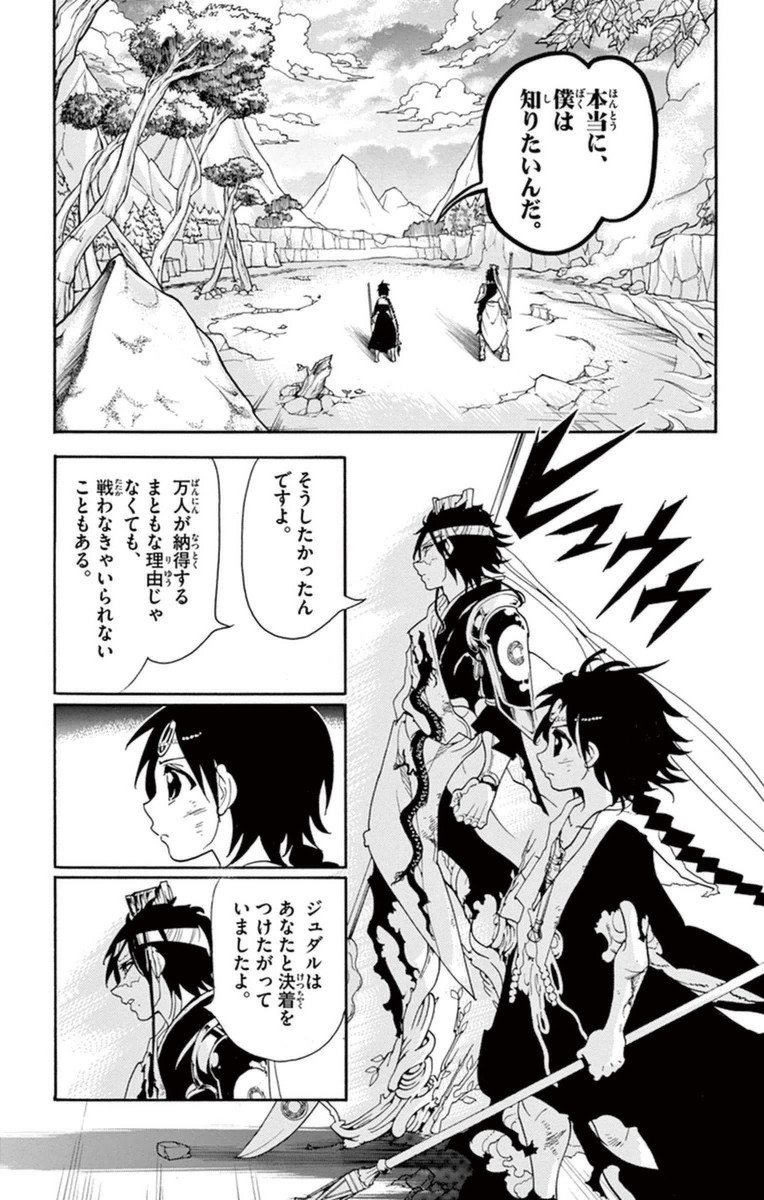 本当に、
僕は
知りたいんだ。
ヒュウウッ
そうしたかったん
ですよ。
万人が納得する
まともな理由じゃ
なくても、
戦わなきゃいられない
こともある。
ジュダルは
あなたと決着を
つけたがって
いましたよ。